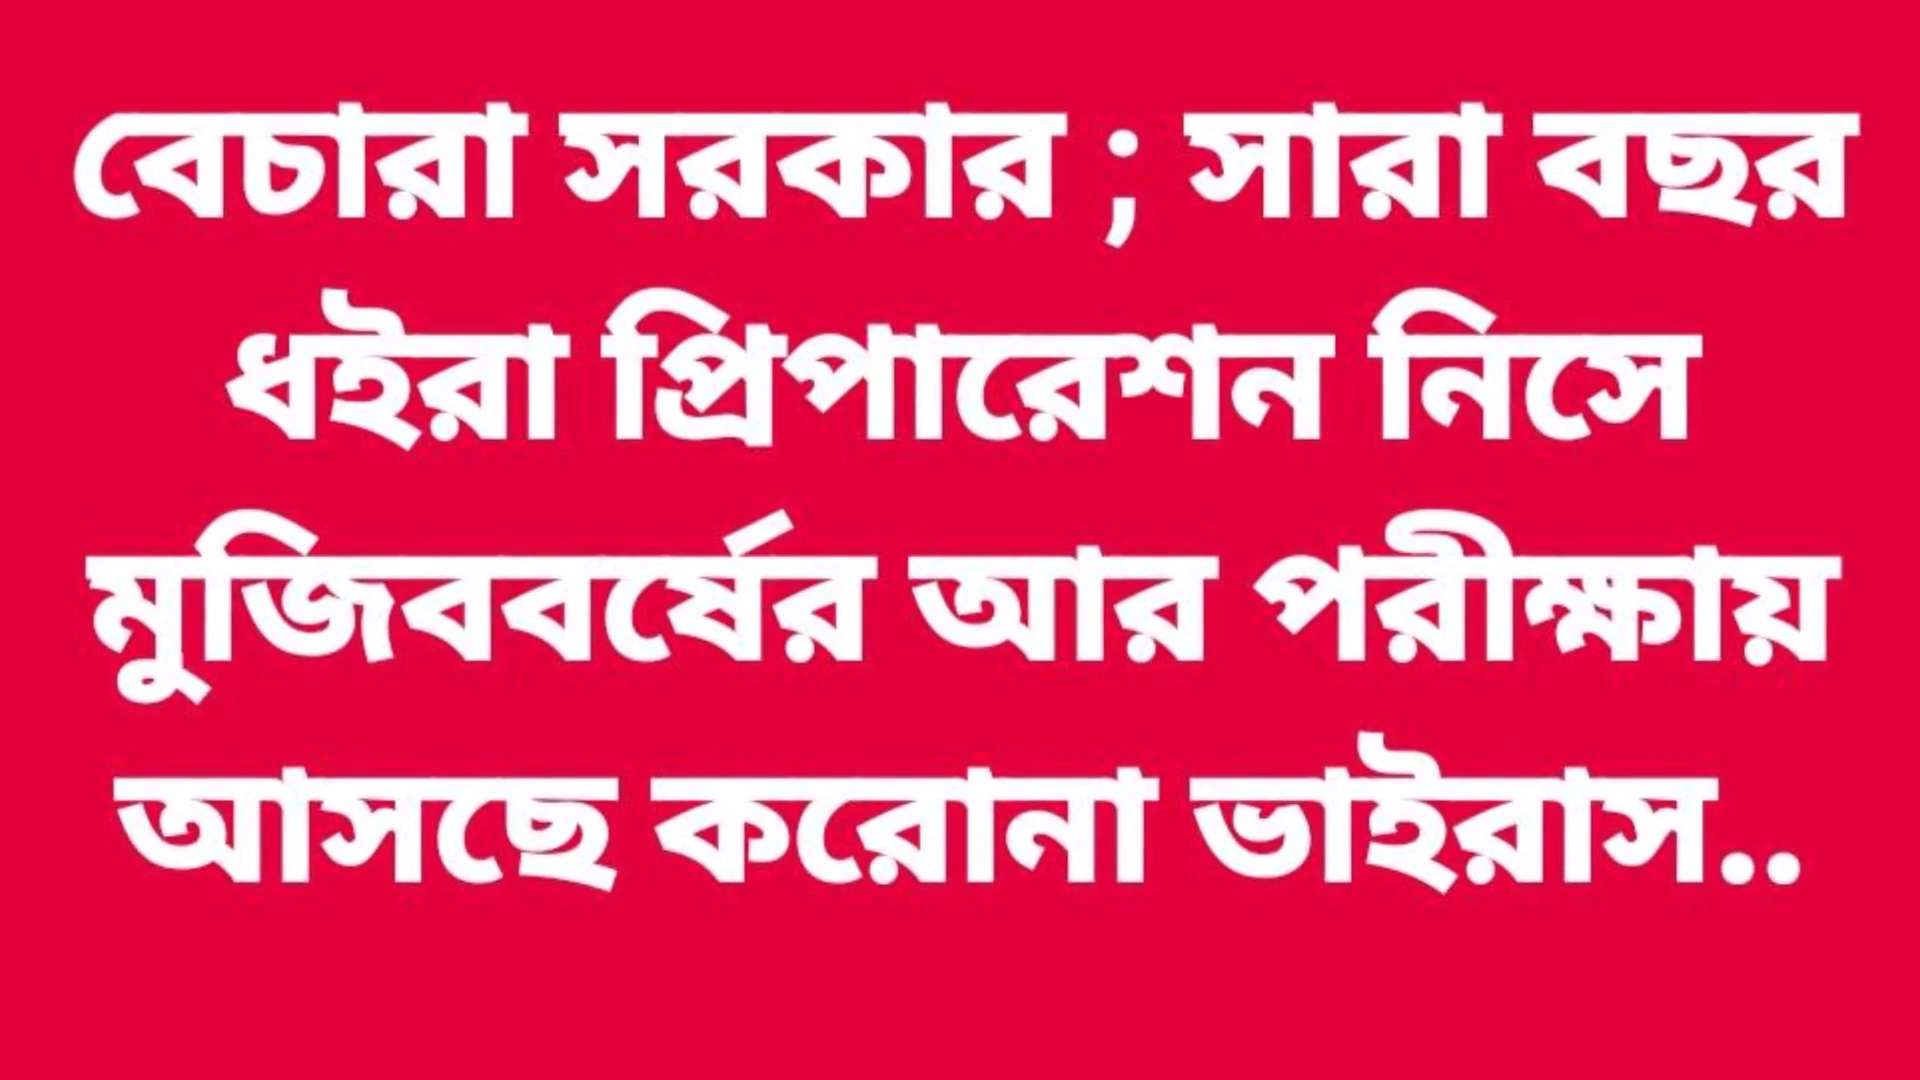 বেচারা সরকার ; সারা বছর
ধইরা প্রিপারেশন নিসে
মুজিববর্ষের আর পরীক্ষায়
আসছে করোনা ভাইরাস..